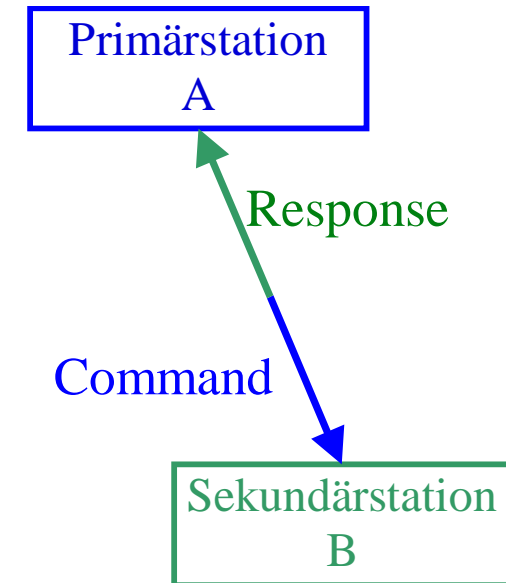 Primärstation
A
Response
Command
Sekundärstation
B